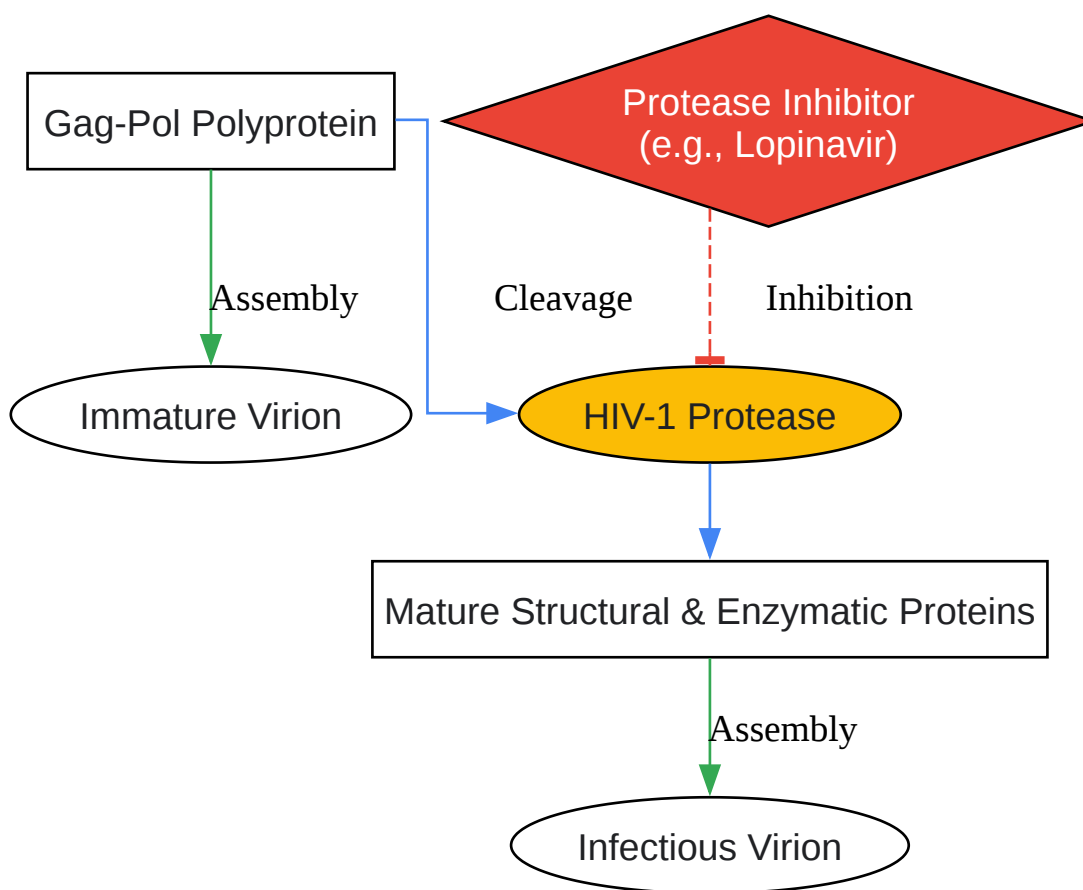 Gag-Pol Polyprotein
Protease Inhibitor
(e.g., Lopinavir)
Assembly
Cleavage
Inhibition
Immature Virion
HIV-1 Protease
Mature Structural & Enzymatic Proteins
Assembly
Infectious Virion